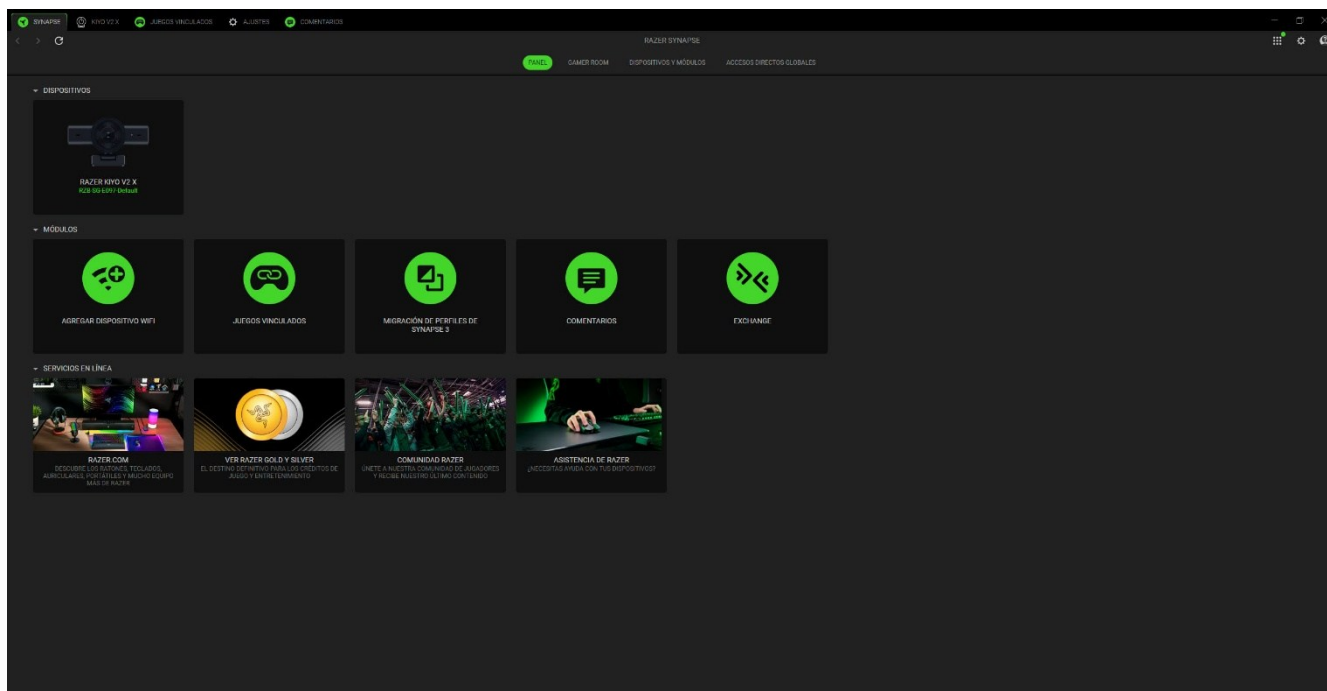 SYNAPSE
KIYO V2 X
JUEGOS VINCULADOS
AJUSTES
COMENTARIOS
RAZER SYNAPSE
PANEL
GAMER ROOM
DISPOSITIVOS Y MÓDULOS
ACCESOS DIRECTOS GLOBALES
DISPOSITIVOS
RAZER KIYO V2 X
RZB-SG-E097-Default
MÓDULOS
AGREGAR DISPOSITIVO WIFI
JUEGOS VINCULADOS
MIGRACIÓN DE PERFILES DE
SYNAPSE 3
COMENTARIOS
EXCHANGE
SERVICIOS EN LÍNEA
RAZER.COM
DESCUBRE LOS RATONES, TECLADOS,
AURICULARES, PORTÁTILES Y MUCHO EQUIPO
MÁS DE RAZER
VER RAZER GOLD Y SILVER
EL DESTINO DEFINITIVO PARA LOS CRÉDITOS DE
JUEGO Y ENTRETENIMIENTO
COMUNIDAD RAZER
ÚNETE A NUESTRA COMUNIDAD DE JUGADORES
Y RECIBE NUESTRO ÚLTIMO CONTENIDO
ASISTENCIA DE RAZER
¿NECESITAS AYUDA CON TUS DISPOSITIVOS?